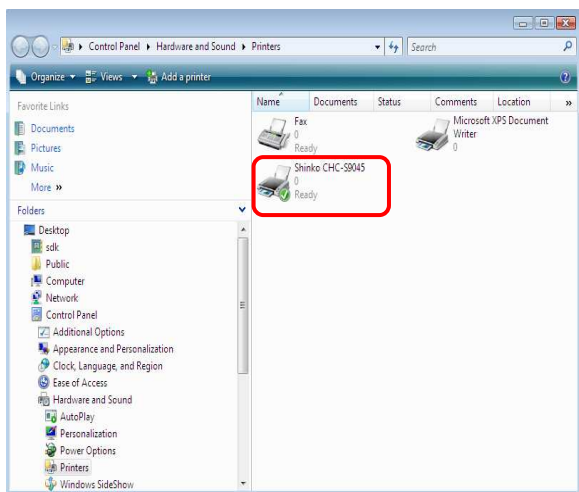 Control Panel ▸ Hardware and Sound ▸ Printers Search
Organize Views Add a printer
Favorite Links
Documents
Pictures
Music
More »
Folders
Desktop
sdk
Public
Computer
Network
Control Panel
Additional Options
Appearance and Personalization
Clock, Language, and Region
Ease of Access
Hardware and Sound
AutoPlay
Personalization
Power Options
Printers
Windows SideShow
Name Documents Status Comments Location »
Fax
0
Ready
Microsoft XPS Document
Writer
0
Shinko CHC-S9045
0
Ready